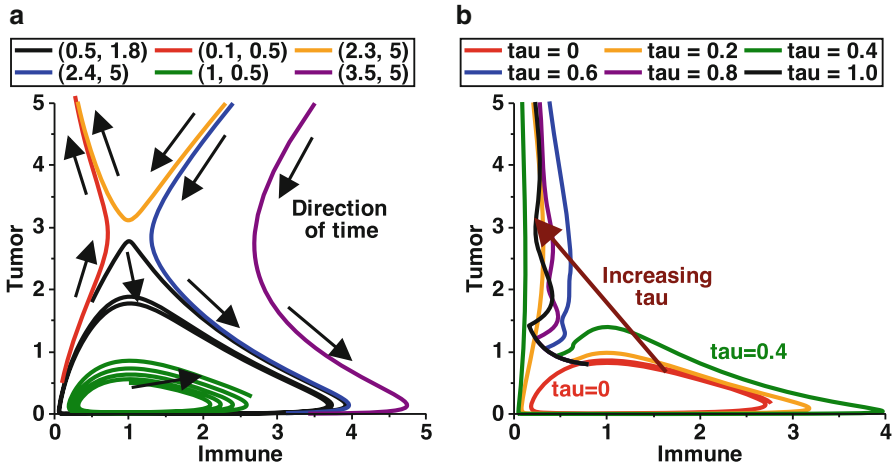 a
(0.5, 1.8) (0.1, 0.5) (2.3, 5)
(2.4, 5) (1, 0.5) (3.5, 5)
5
4
3
2
1
0
Tumor
Direction
of time
0 1 2 3 4 5
Immune
b
tau = 0 tau = 0.2 tau = 0.4
tau = 0.6 tau = 0.8 tau = 1.0
5
4
3
2
1
0
Tumor
Increasing
tau
tau=0.4
tau=0
0 1 2 3 4
Immune